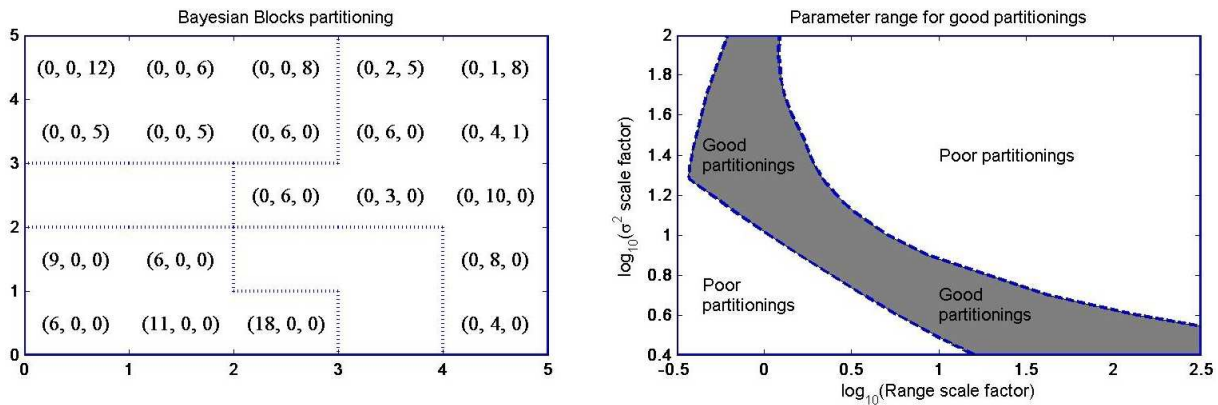 Bayesian Blocks partitioning
5
(0, 0, 12) (0, 0, 6) (0, 0, 8) (0, 2, 5) (0, 1, 8)
4
(0, 0, 5) (0, 0, 5) (0, 6, 0) (0, 6, 0) (0, 4, 1)
3
(0, 6, 0) (0, 3, 0) (0, 10, 0)
2
(9, 0, 0) (6, 0, 0) (0, 8, 0)
1
(6, 0, 0) (11, 0, 0) (18, 0, 0) (0, 4, 0)
0
0 1 2 3 4 5
Parameter range for good partitionings
log10(σ2 scale factor)
2
1.8
1.6
1.4
1.2
1
0.8
0.6
0.4
Good
partitionings
Poor partitionings
Poor
partitionings
Good
partitionings
-0.5 0 0.5 1 1.5 2 2.5
log10(Range scale factor)